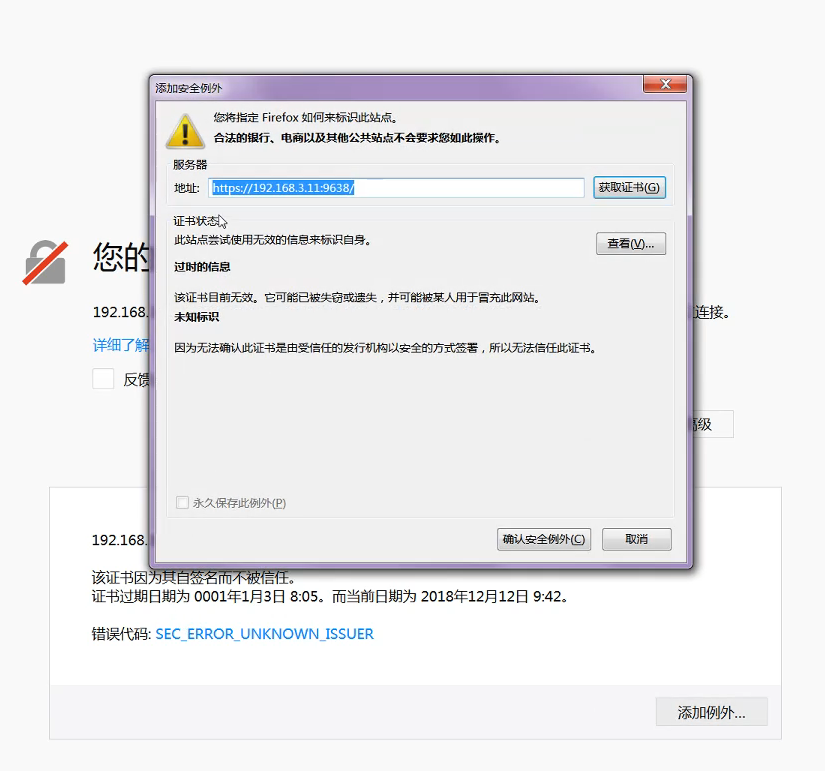 添加安全例外
您将指定 Firefox 如何来标识此站点。
合法的银行、电商以及其他公共站点不会要求您如此操作。
服务器
地址: https://192.168.3.11:9638/ 获取证书(G)
证书状态
此站点尝试使用无效的信息来标识自身。 查看(V)...
过时的信息
该证书目前无效。它可能已被失窃或遗失，并可能被某人用于冒充此网站。
未知标识
因为无法确认此证书是由受信任的发行机构以安全的方式签署，所以无法信任此证书。
永久保存此例外(P)
确认安全例外(C) 取消
您的
192.168. 连接。
详细了解
反馈
高级
192.168.
该证书因为其自签名而不被信任。
证书过期日期为 0001年1月3日 8:05。而当前日期为 2018年12月12日 9:42。
错误代码: SEC_ERROR_UNKNOWN_ISSUER
添加例外...